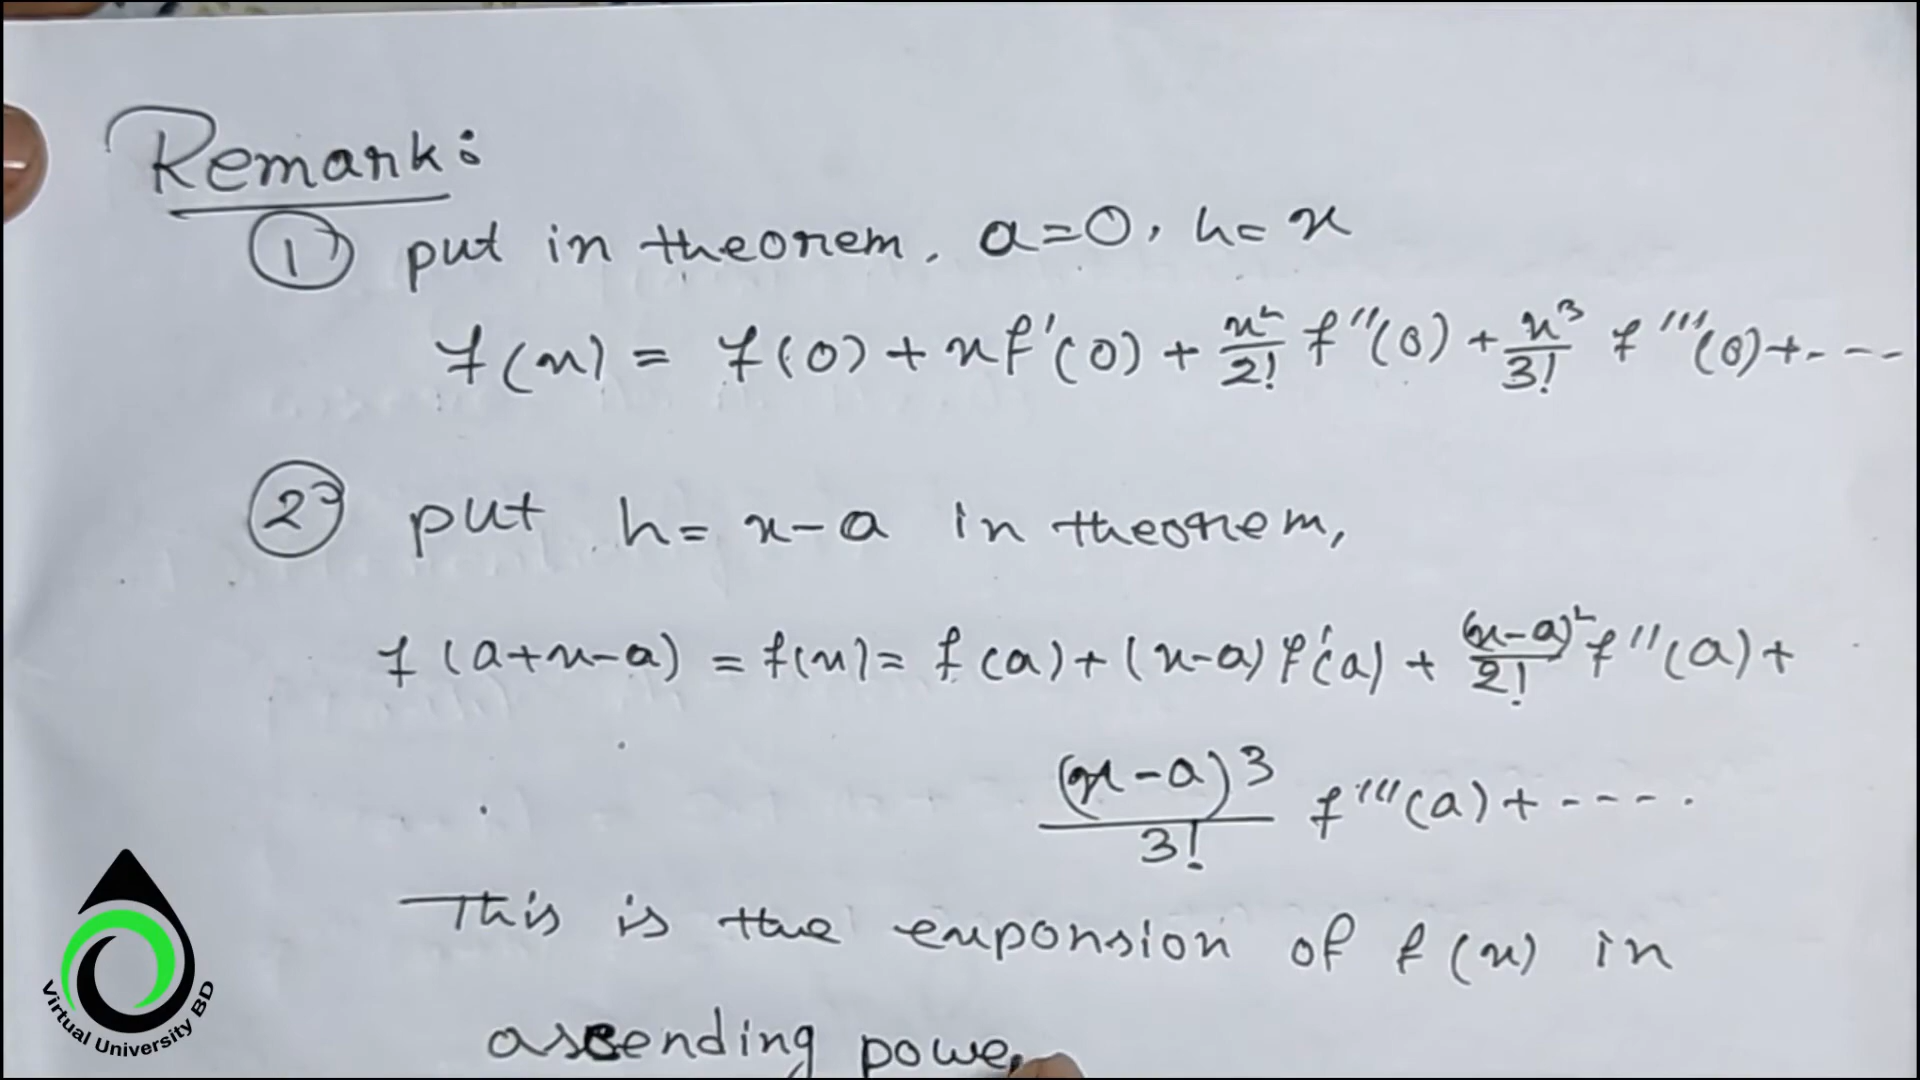 Remark:
① put in theorem, a=0, h=x
f(x) = f(0) + xf'(0) + x²/2! f''(0) + x³/3! f'''(0)+----
② put h= x-a in theorem,
f(a+x-a) = f(x)= f(a)+(x-a)f'(a) + (x-a)²/2! f''(a)+
(x-a)³/3! f'''(a)+----.
This is the exponsion of f(x) in
ascending power
Virtual University BD